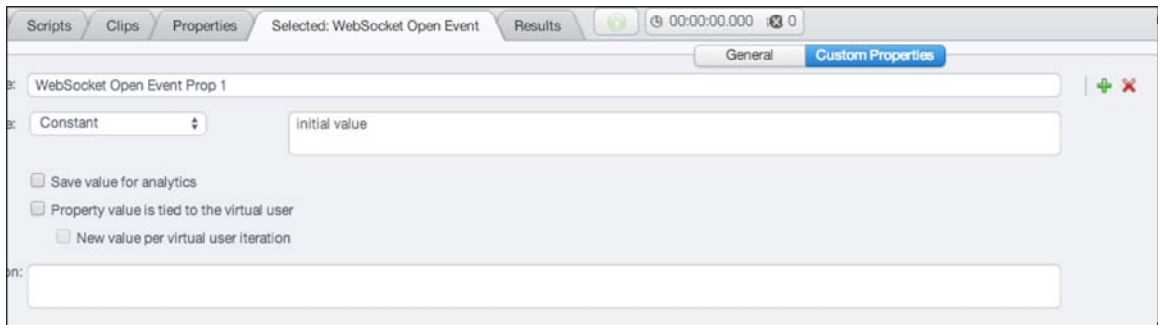 Scripts Clips Properties Selected: WebSocket Open Event Results 00:00:00.000 0
General Custom Properties
e: WebSocket Open Event Prop 1
e: Constant initial value
Save value for analytics
Property value is tied to the virtual user
New value per virtual user iteration
on: